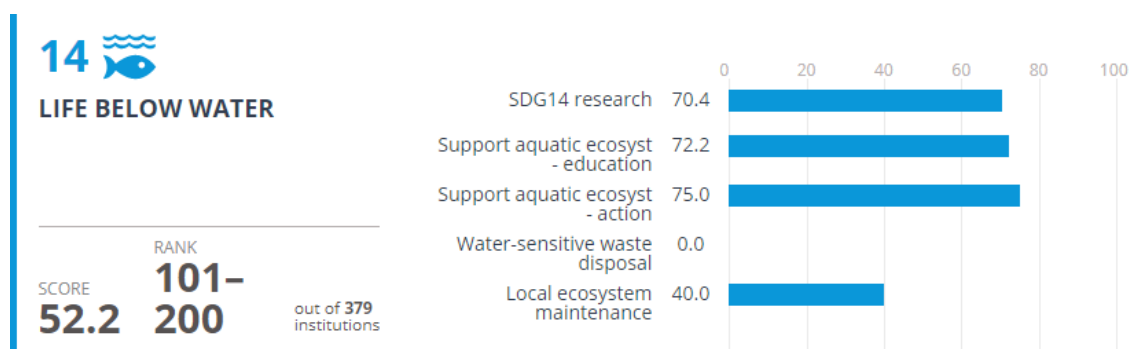 14
LIFE BELOW WATER
SCORE
52.2
RANK
101–
200
out of 379
institutions
0 20 40 60 80 100
SDG14 research 70.4
Support aquatic ecosyst 72.2
- education
Support aquatic ecosyst 75.0
- action
Water-sensitive waste 0.0
disposal
Local ecosystem 40.0
maintenance